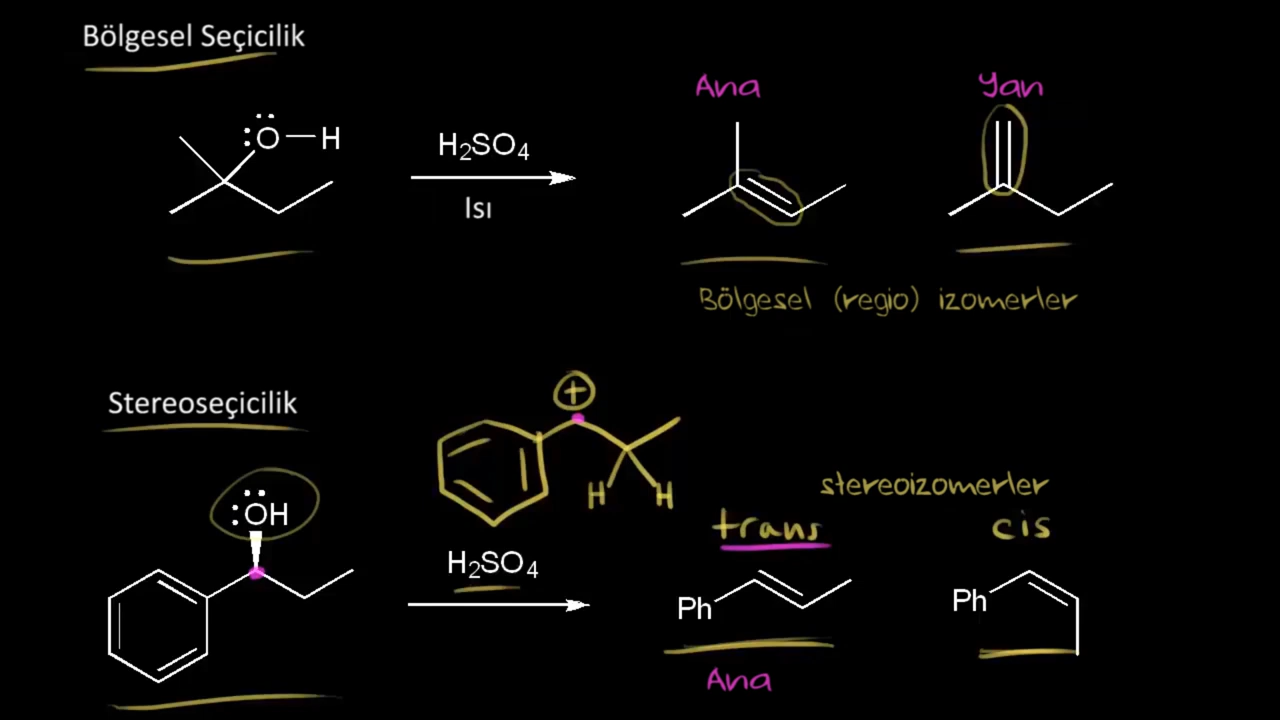 Bölgesel Seçicilik
Ana
Yan
:Ö—H
H₂SO₄
Isı
Bölgesel (regio) izomerler
Stereoseçicilik
+
H H
stereoizomerler
trans
cis
:ÖH
H₂SO₄
Ph
Ph
Ana